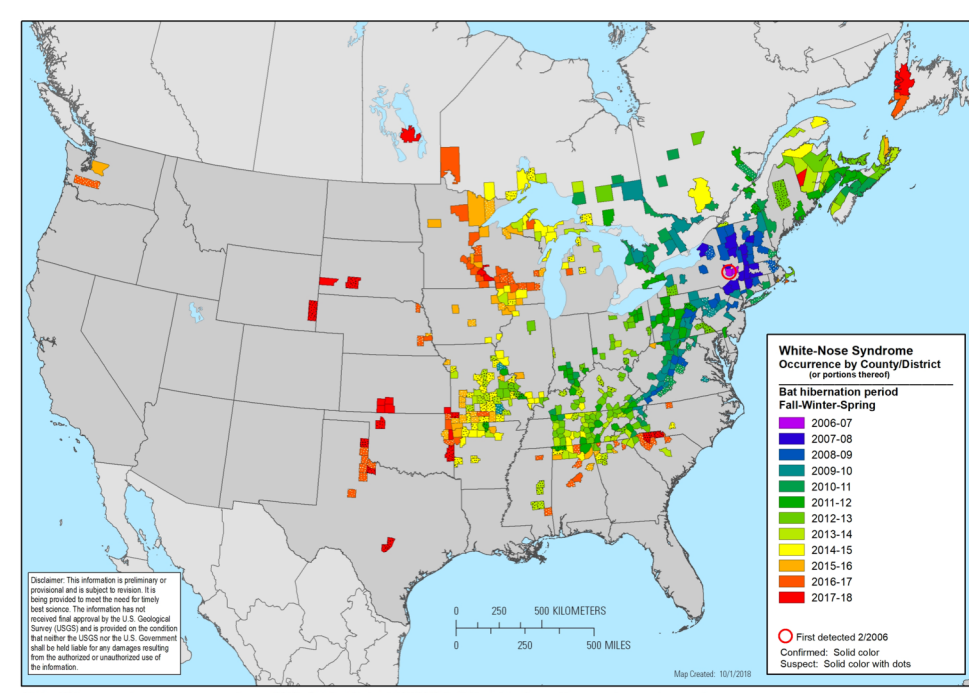 White-Nose Syndrome
Occurrence by County/District
(or portions thereof)
Bat hibernation period
Fall-Winter-Spring
2006-07
2007-08
2008-09
2009-10
2010-11
2011-12
2012-13
2013-14
2014-15
2015-16
2016-17
2017-18
First detected 2/2006
Confirmed: Solid color
Suspect: Solid color with dots
Disclaimer: This information is preliminary or
provisional and is subject to revision. It is
being provided to meet the need for timely
best science. The information has not
received final approval by the U.S. Geological
Survey (USGS) and is provided on the condition
that neither the USGS nor the U.S. Government
shall be held liable for any damages resulting
from the authorized or unauthorized use of
the information.
0 250 500 KILOMETERS
0 250 500 MILES
Map Created: 10/1/2018